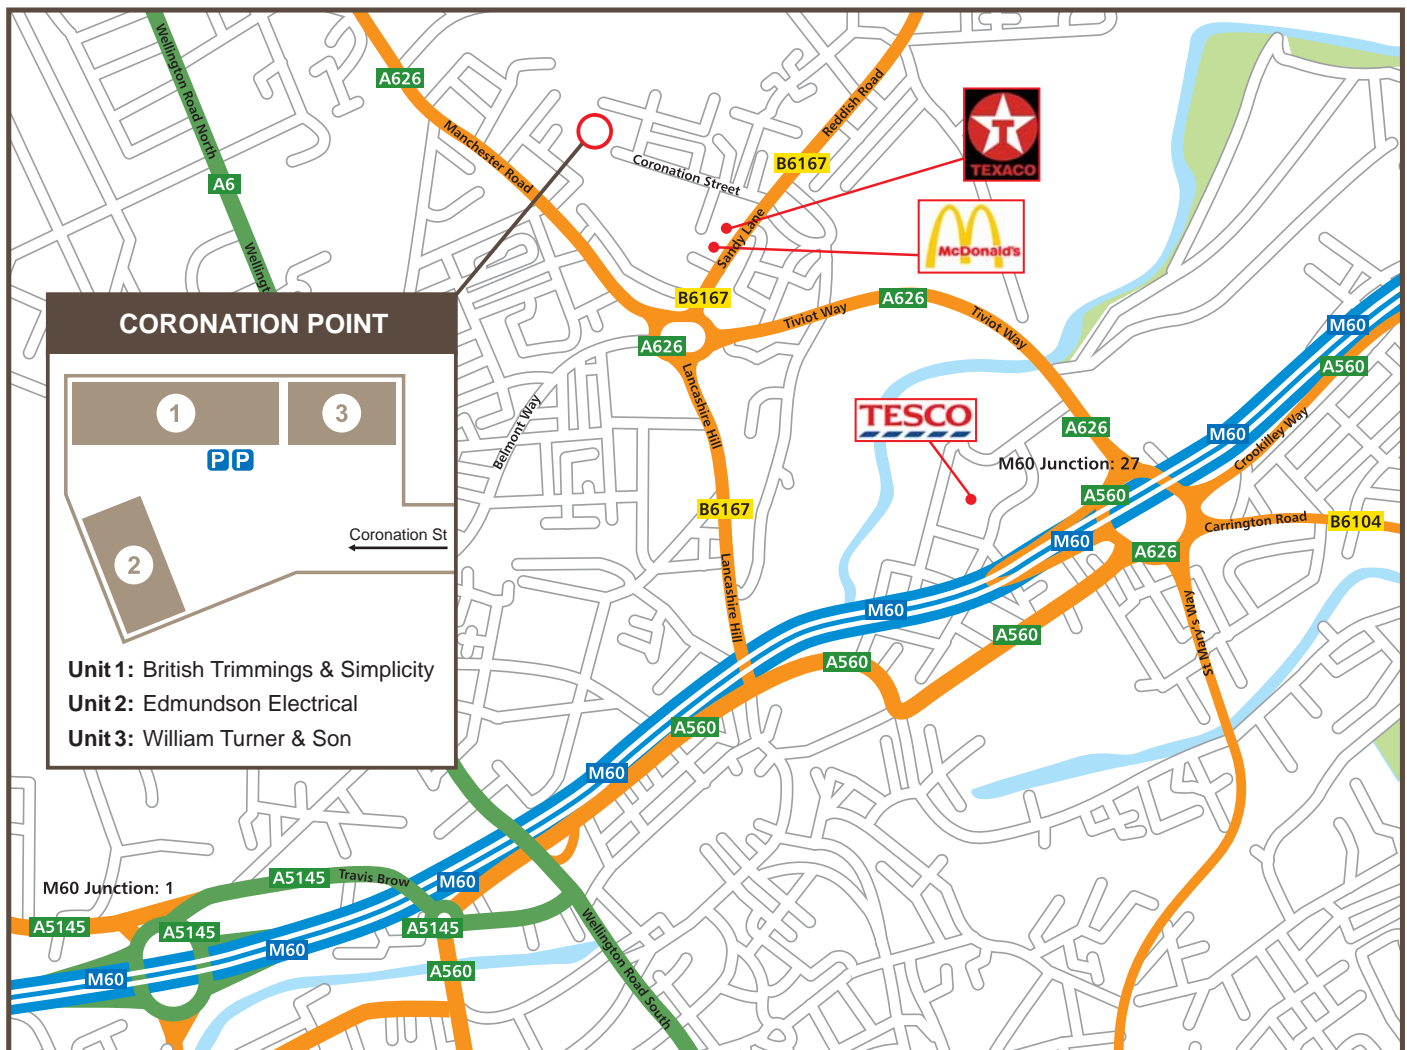 Wellington Road North
A626
Reddish Road
Manchester Road
TEXACO
B6167
Coronation Street
A6
McDonald's
Sandy Lane
Wellingt
B6167
A626
Tiviot Way
Tiviot Way
M60
A626
A560
CORONATION POINT
1
3
P P
2
Coronation St
Unit 1: British Trimmings & Simplicity
Unit 2: Edmundson Electrical
Unit 3: William Turner & Son
Lancashire Hill
Belmont Way
TESCO
A626
M60
Crookilley Way
M60 Junction: 27
A560
B6167
Carrington Road
B6104
M60
A626
Lancashire Hill
M60
St Mary's Way
A560
A560
A560
M60
M60 Junction: 1
A5145
Travis Brow
M60
A5145
A5145
A5145
M60
M60
A560
Wellington Road South